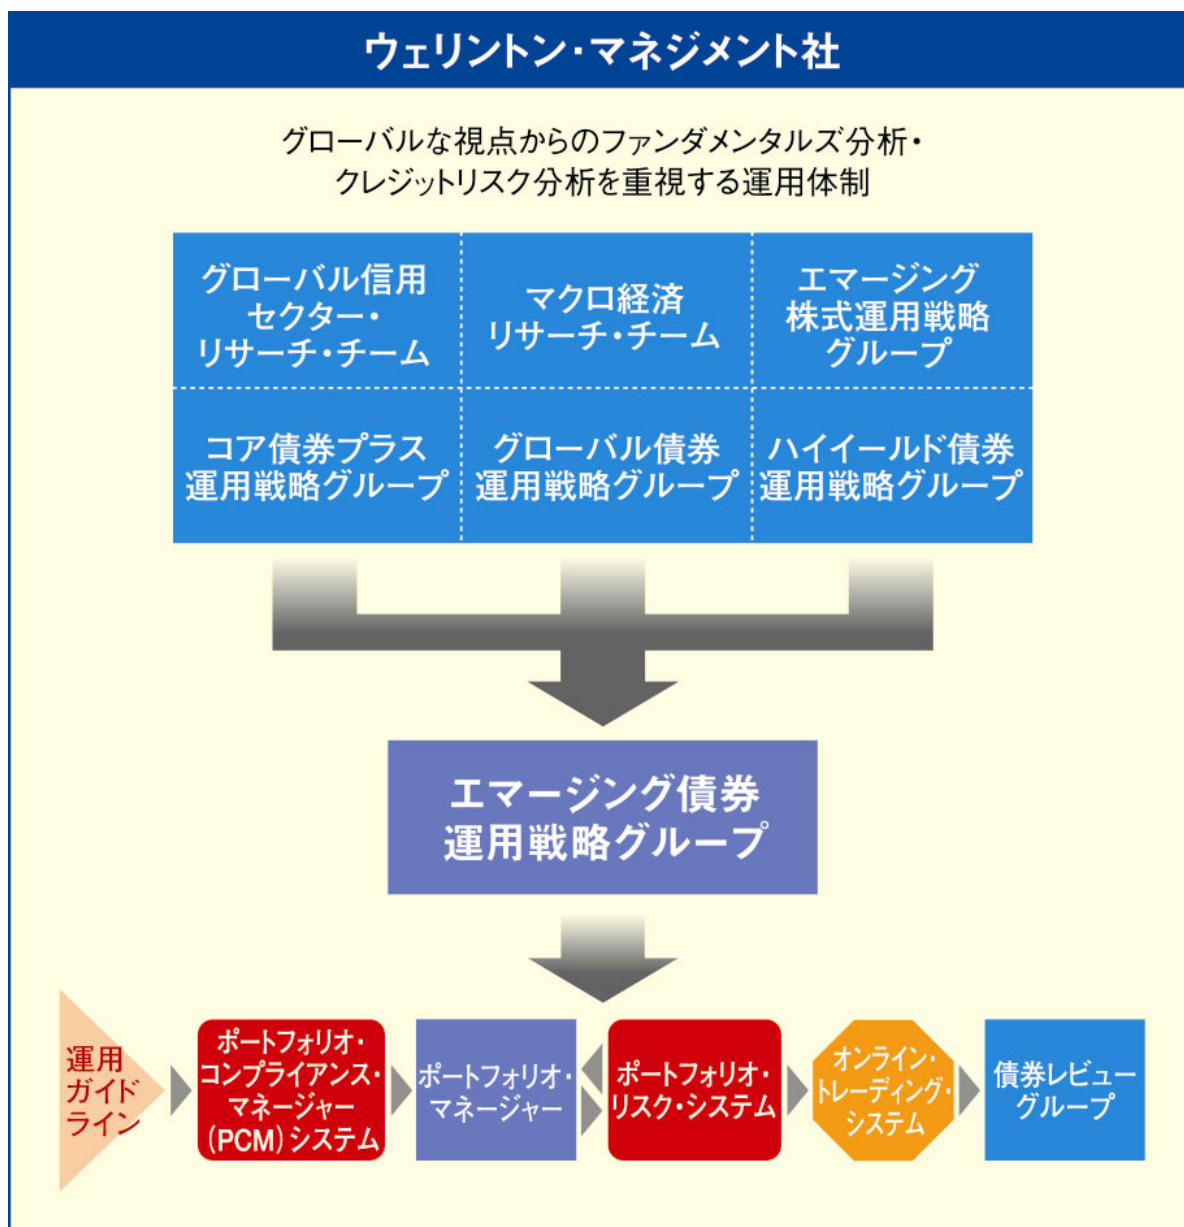 ウェリントン・マネジメント社
グローバルな視点からのファンダメンタルズ分析・
クレジットリスク分析を重視する運用体制
グローバル信用
セクター・
リサーチ・チーム
マクロ経済
リサーチ・チーム
エマージング
株式運用戦略
グループ
コア債券プラス
運用戦略グループ
グローバル債券
運用戦略グループ
ハイイールド債券
運用戦略グループ
エマージング債券
運用戦略グループ
運用
ガイド
ライン
ポートフォリオ・
コンプライアンス・
マネージャー
(PCM)システム
ポートフォリオ・
マネージャー
ポートフォリオ・
リスク・システム
オンライン・
トレーディング・
システム
債券レビュー
グループ